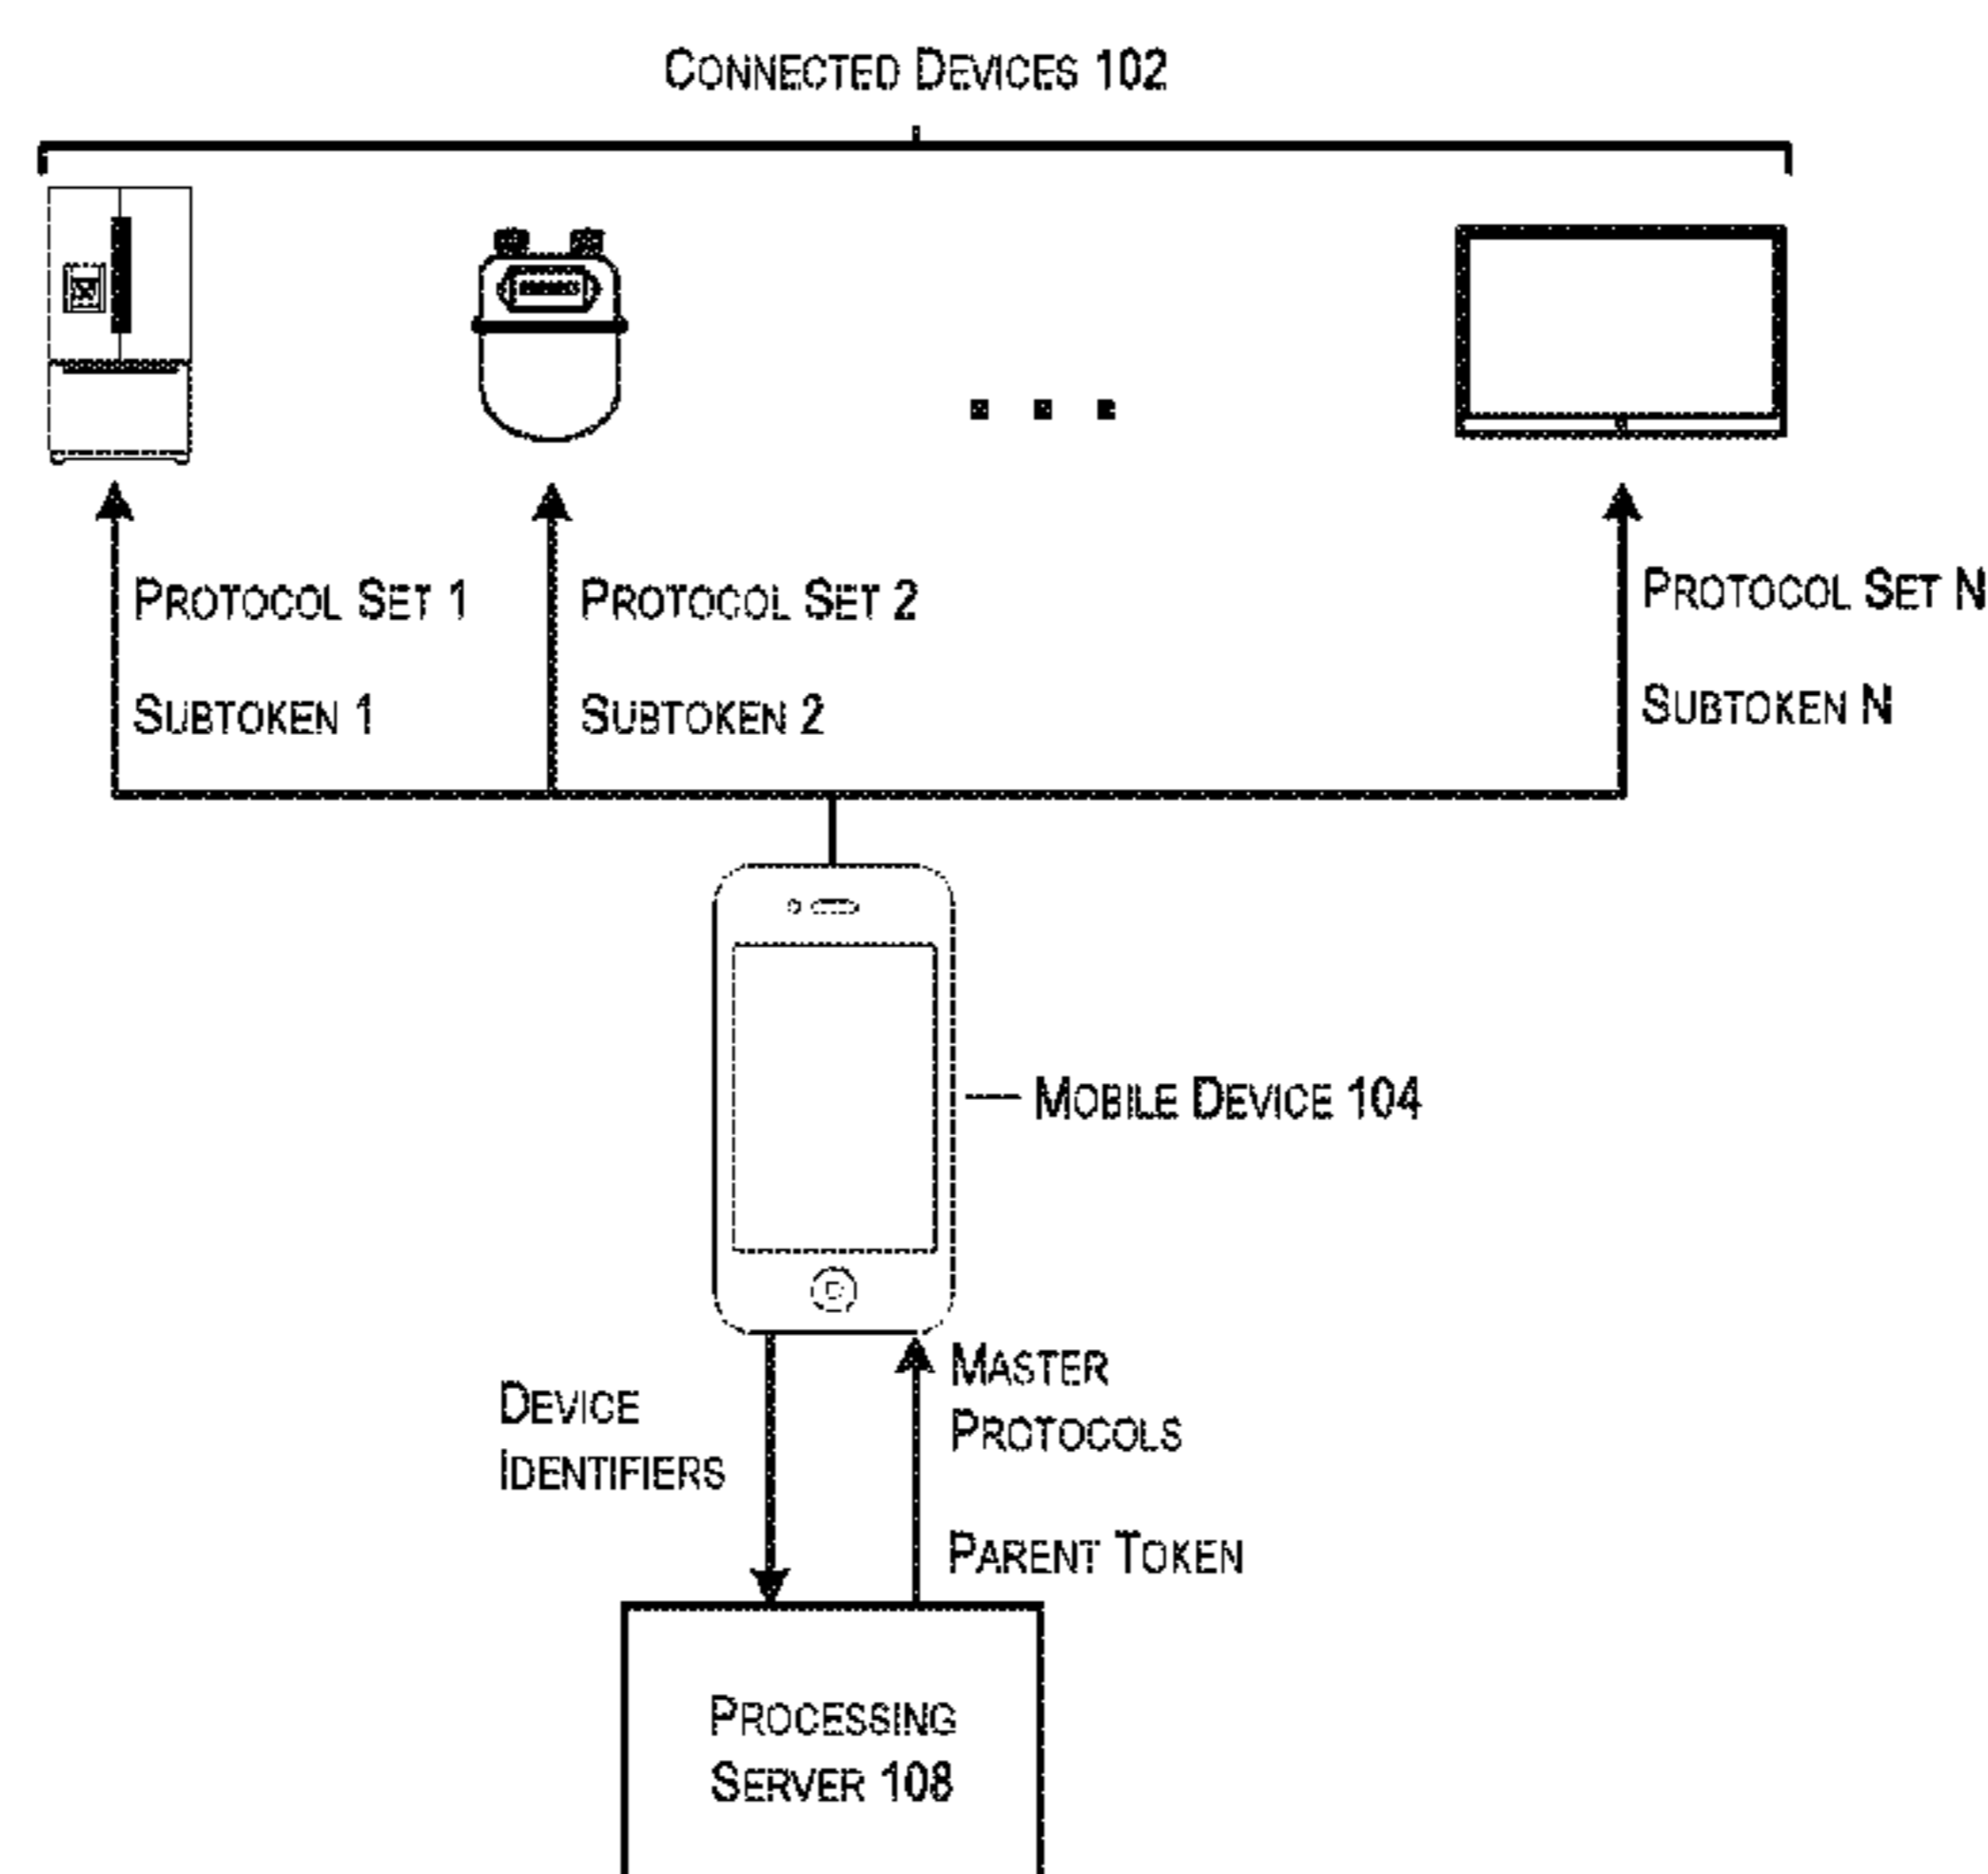 CONNECTED DEVICES 102
PROTOCOL SET 1
PROTOCOL SET 2
PROTOCOL SET N
SUBTOKEN 1
SUBTOKEN 2
SUBTOKEN N
MOBILE DEVICE 104
DEVICE
IDENTIFIERS
MASTER
PROTOCOLS
PARENT TOKEN
PROCESSING
SERVER 108